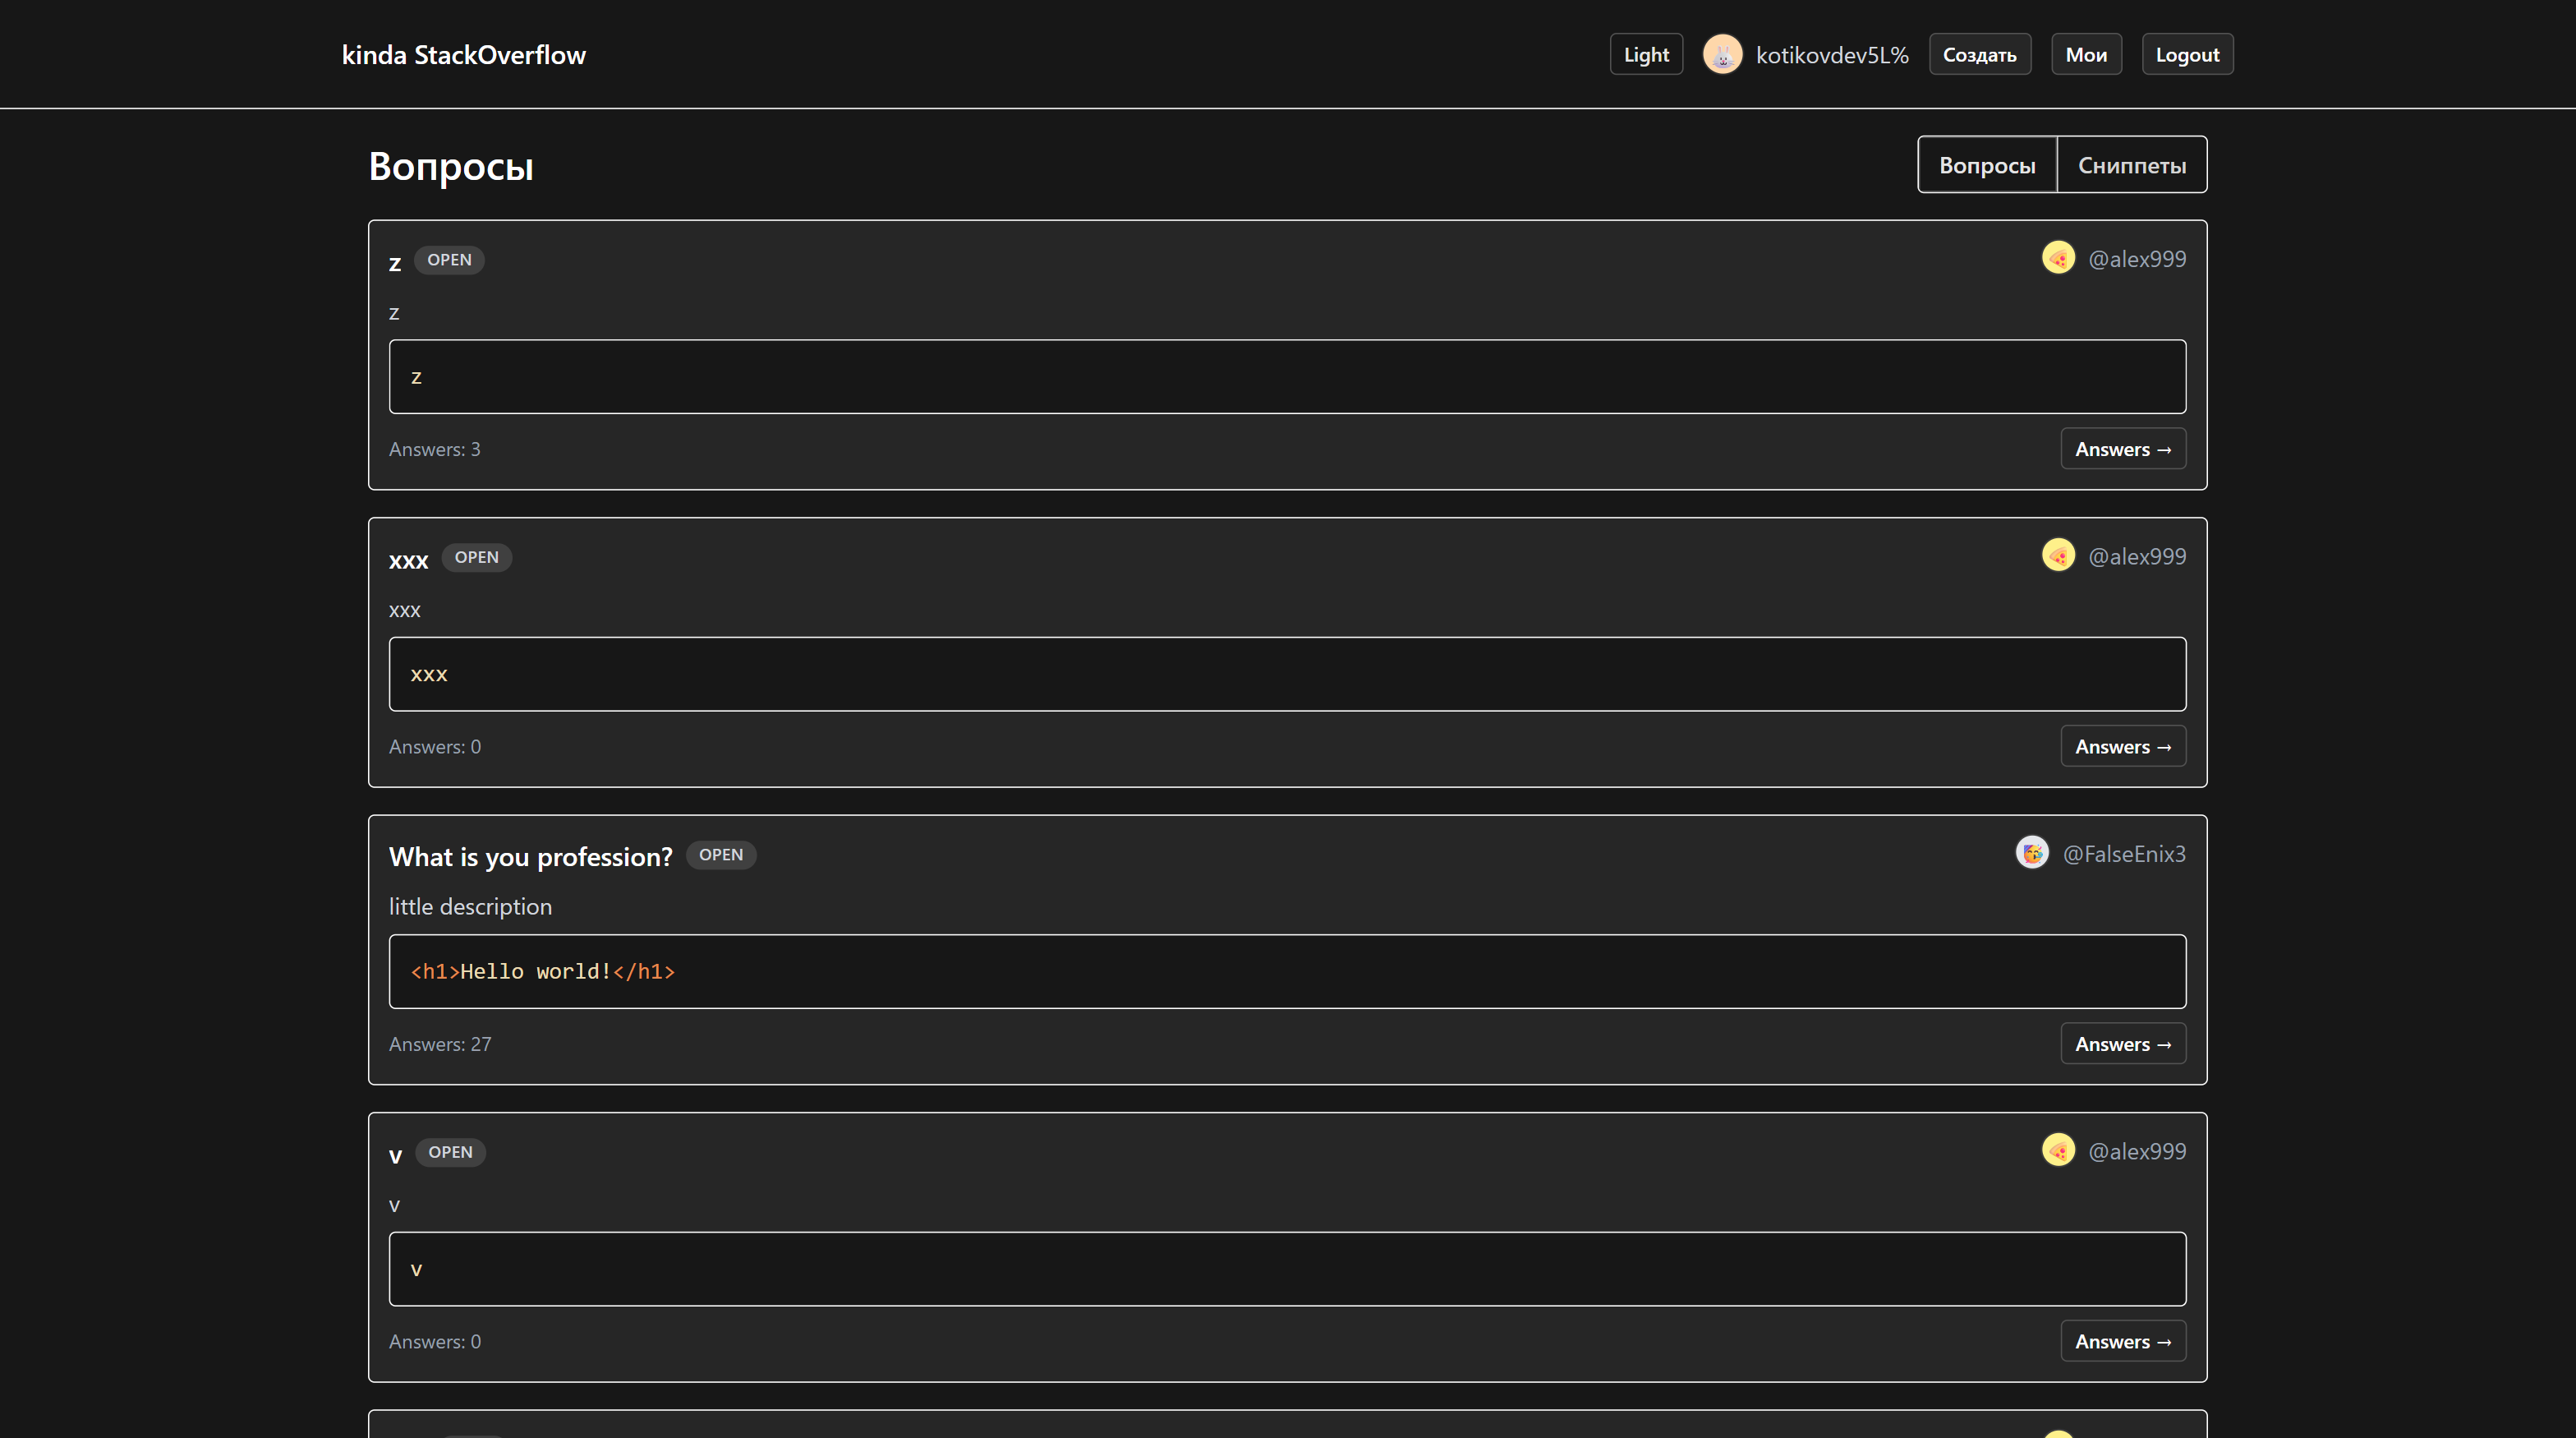 kinda StackOverflow
Light kotikovdev5L% Создать Мои Logout
Вопросы
Вопросы Сниппеты
z OPEN @alex999
z
z
Answers: 3 Answers →
xxx OPEN @alex999
xxx
xxx
Answers: 0 Answers →
What is you profession? OPEN @FalseEnix3
little description
<h1>Hello world!</h1>
Answers: 27 Answers →
v OPEN @alex999
v
v
Answers: 0 Answers →